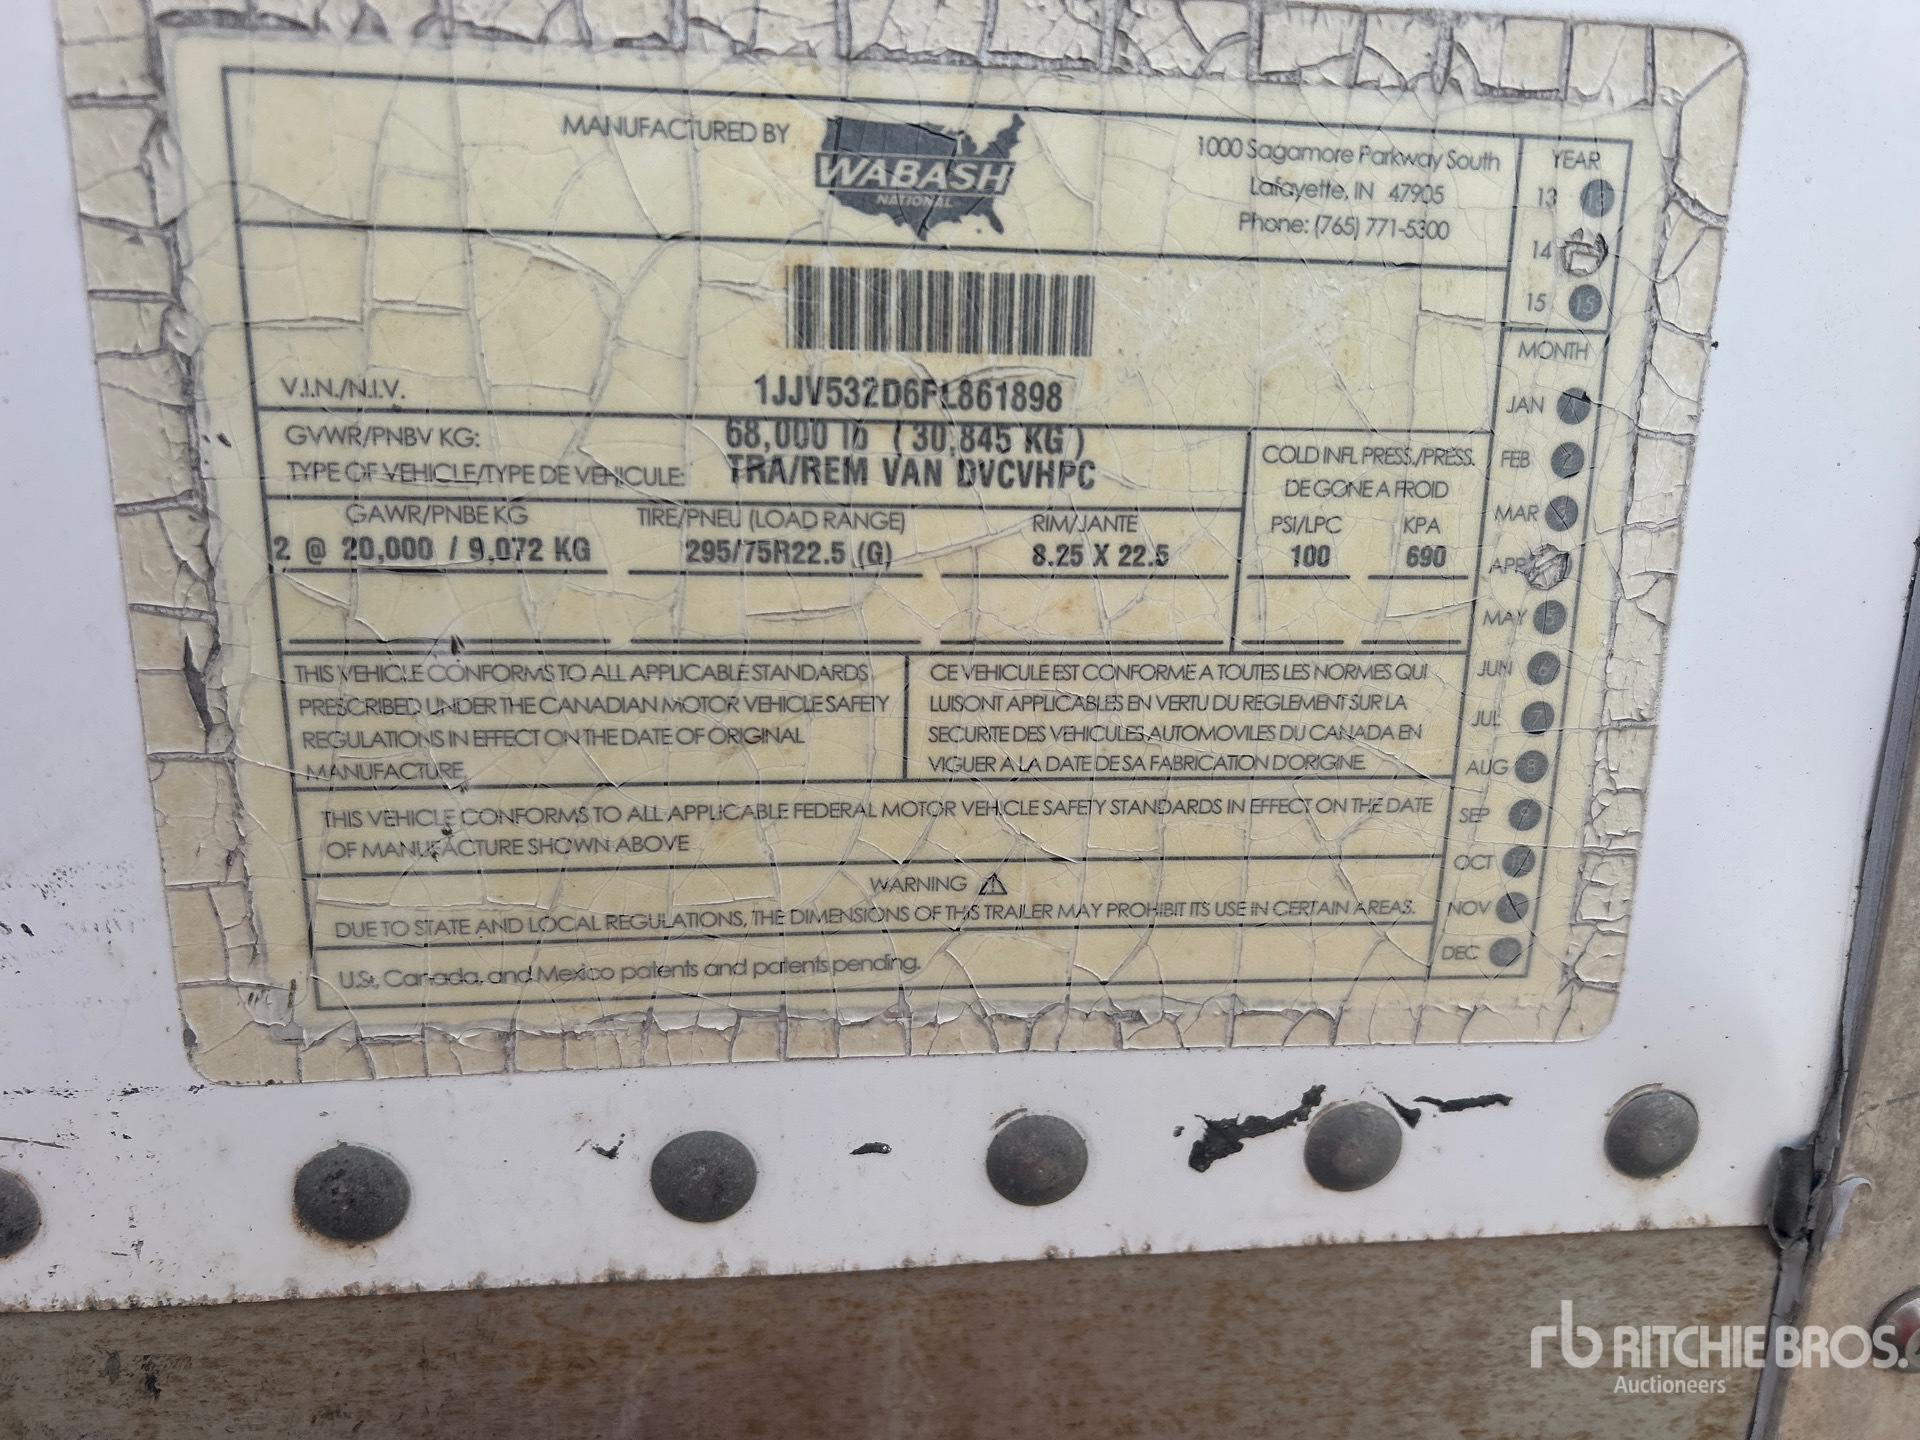 MANUFACTURED BY
WABASH
NATIONAL
1000 Sagamore Parkway South
Lafayette, IN 47905
Phone: (765) 771-5300
V.I.N./N.I.V. 1JJV532D6FL861898
GVWR/PNBV KG: 68,000 lb (30,845 KG)
TYPE OF VEHICLE/TYPE DE VEHICULE: TRA/REM VAN DVCVHPC
GAWR/PNBE KG TIRE/PNEU (LOAD RANGE) RIM/JANTE
2 @ 20,000 / 9,072 KG 295/75R22.5 (G) 8.25 X 22.5
COLD INFL PRESS./PRESS.
DE GONE A FROID
PSI/LPC KPA
100 690
THIS VEHICLE CONFORMS TO ALL APPLICABLE STANDARDS
PRESCRIBED UNDER THE CANADIAN MOTOR VEHICLE SAFETY
REGULATIONS IN EFFECT ON THE DATE OF ORIGINAL
MANUFACTURE.
CE VEHICULE EST CONFORME A TOUTES LES NORMES QUI
LUISONT APPLICABLES EN VERTU DU REGLEMENT SUR LA
SECURITE DES VEHICULES AUTOMOVILES DU CANADA EN
VIGUER A LA DATE DE SA FABRICATION D'ORIGINE.
THIS VEHICLE CONFORMS TO ALL APPLICABLE FEDERAL MOTOR VEHICLE SAFETY STANDARDS IN EFFECT ON THE DATE
OF MANUFACTURE SHOWN ABOVE
WARNING
DUE TO STATE AND LOCAL REGULATIONS, THE DIMENSIONS OF THIS TRAILER MAY PROHIBIT ITS USE IN CERTAIN AREAS.
U.S., Canada, and Mexico patents and patents pending.
YEAR
13
14
15 15
MONTH
JAN
FEB 2
MAR 3
APR
MAY 5
JUN 6
JUL 7
AUG 8
SEP
OCT
NOV
DEC
rb RITCHIE BROS.
Auctioneers